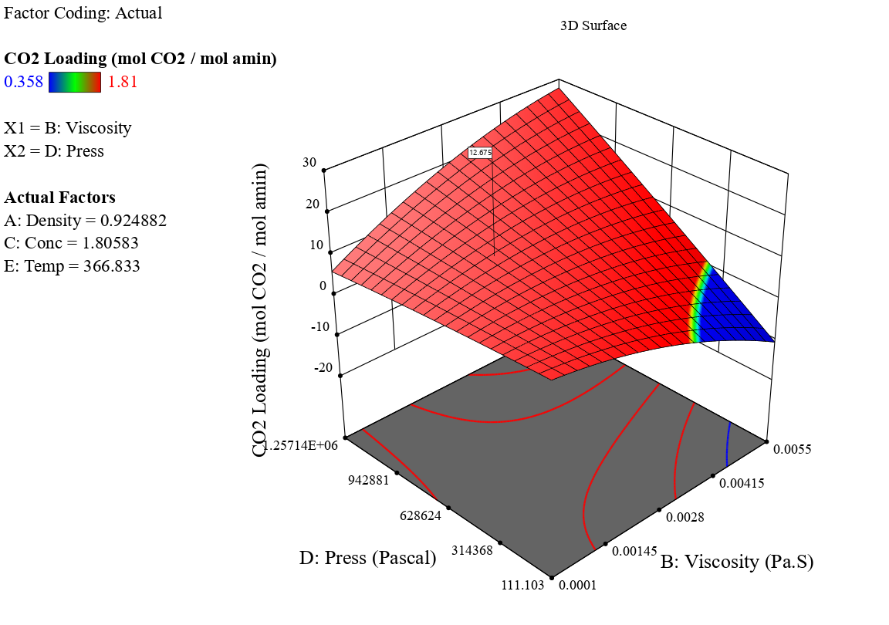 Factor Coding: Actual
3D Surface
CO2 Loading (mol CO2 / mol amin)
0.358 1.81
X1 = B: Viscosity
X2 = D: Press
Actual Factors
A: Density = 0.924882
C: Conc = 1.80583
E: Temp = 366.833
12.675
30
20
10
0
-10
-20
CO2 Loading (mol CO2 / mol amin)
1.25714E+06
942881
628624
314368
111.103
D: Press (Pascal)
0.0001
0.00145
0.0028
0.00415
0.0055
B: Viscosity (Pa.S)